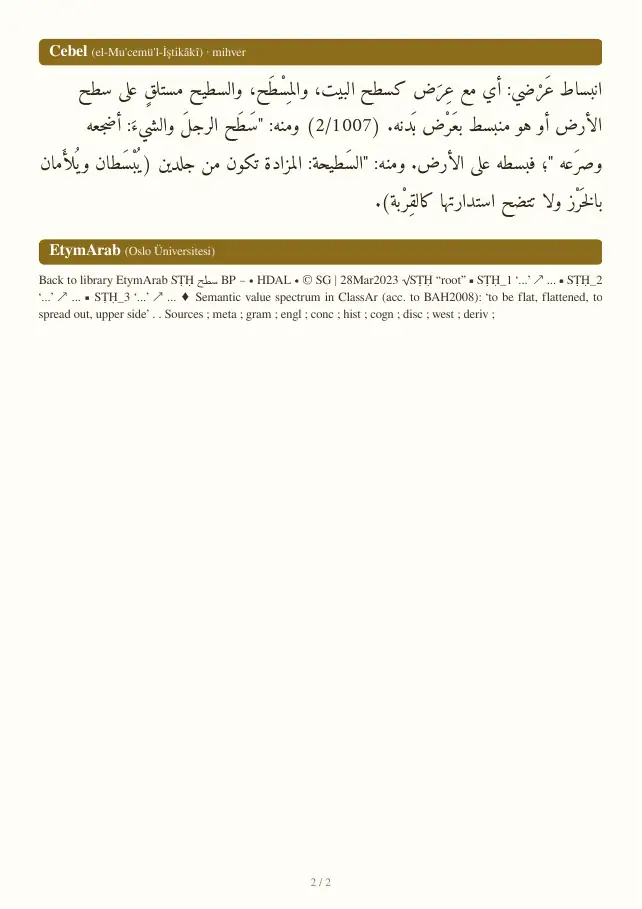 Cebel (el-Mu'cemü'l-İştikâkî) · mihver
انبساط عَرْضي: أي مع عِرَض كسطح البيت، والمِسْطَح، والسطيح مستلقٍ على سطح
الأرض أو هو منبسط بعَرْض بَدنه. (2/1007) ومنه: "سَطَح الرجلَ والشيءَ: أضجعه
وصرَعه "؛ فبسطه على الأرض. ومنه: "السَطيحة: المزادة تكون من جلدين (يُبْسَطان ويُلأَمان
بالخَرْز ولا تتضح استدارتها كالقِرْبة).
EtymArab (Oslo Üniversitesi)
Back to library EtymArab SṬḤ سطح BP – • HDAL • © SG | 28Mar2023 √SṬḤ “root” ▪ SṬḤ_1 ‘...’ ↗ ... ▪ SṬḤ_2
‘...’ ↗ ... ▪ SṬḤ_3 ‘...’ ↗ ... ♦ Semantic value spectrum in ClassAr (acc. to BAH2008): ‘to be flat, flattened, to
spread out, upper side’ . . Sources ; meta ; gram ; engl ; conc ; hist ; cogn ; disc ; west ; deriv ;
2 / 2